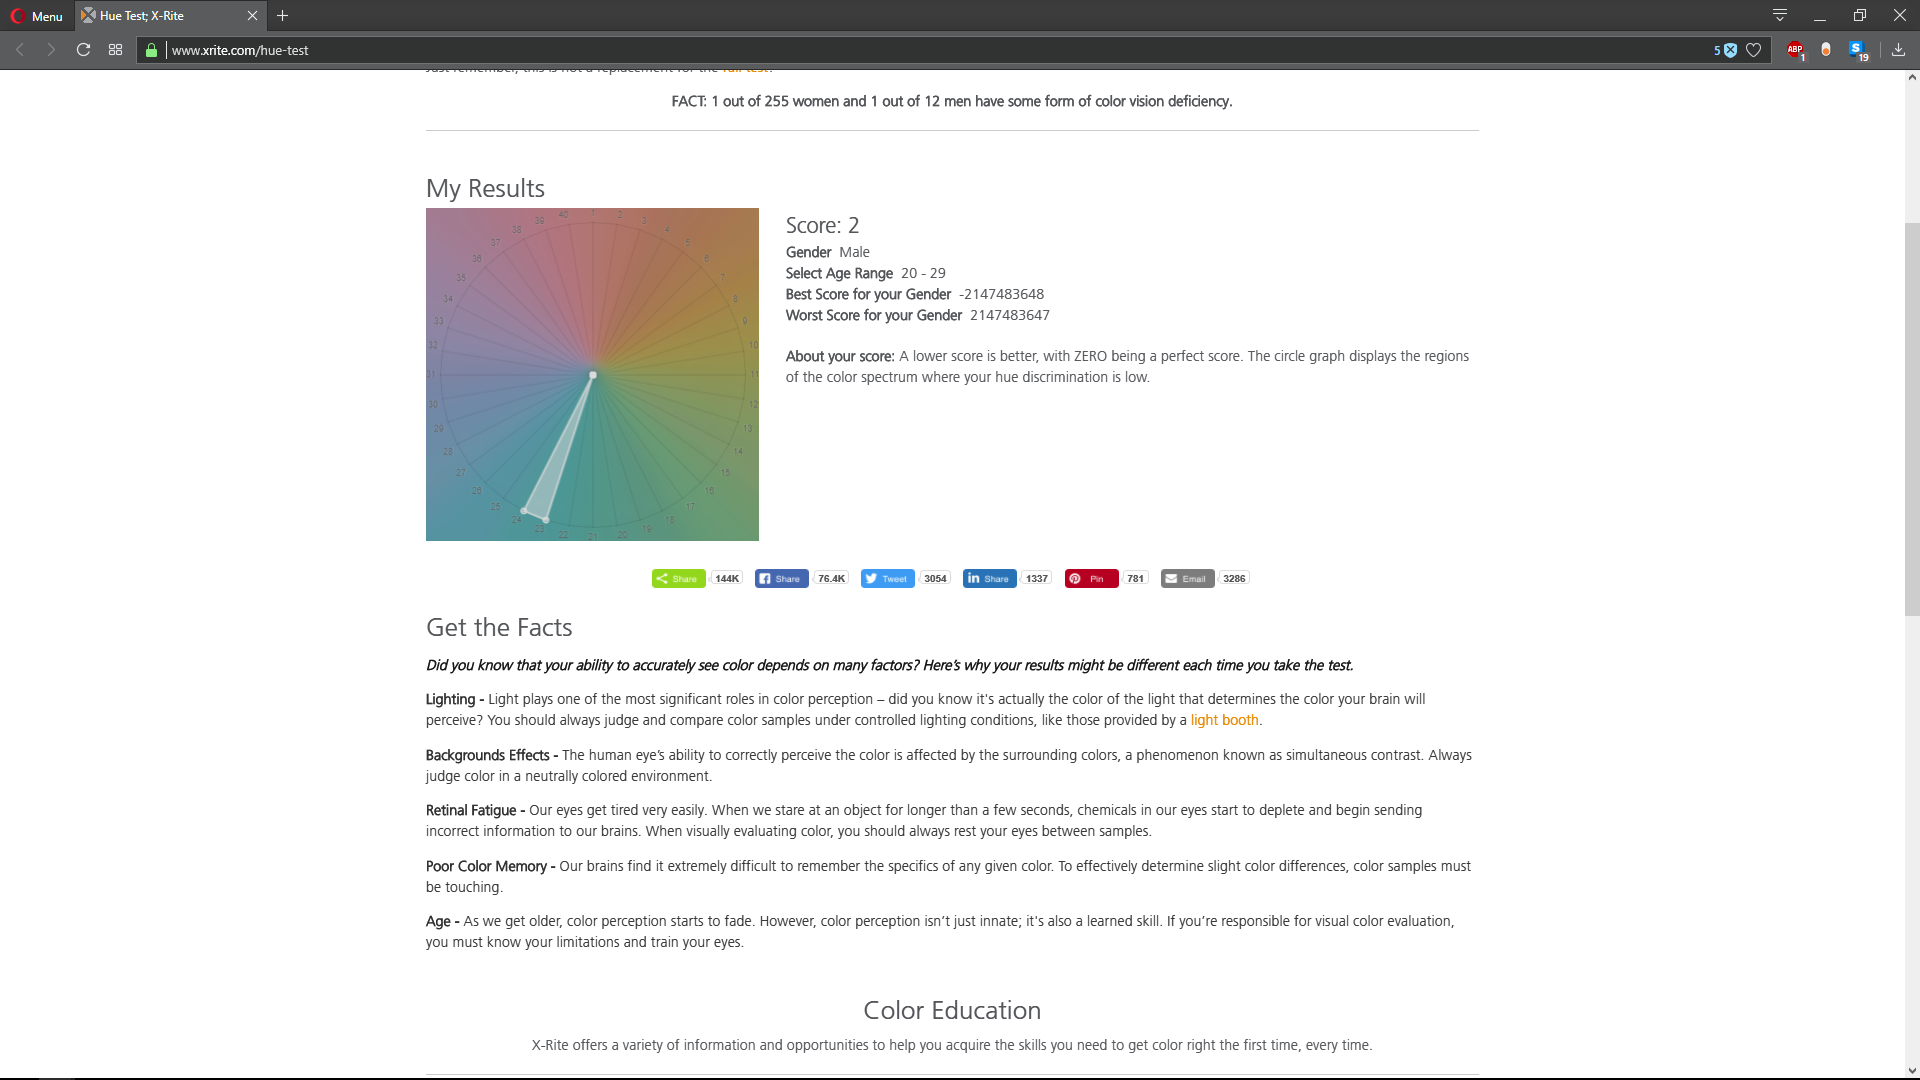 Menu
Hue Test; X-Rite
www.xrite.com/hue-test
5
ABP
1
S
19
Just remember, this is not a replacement for the full test.
FACT: 1 out of 255 women and 1 out of 12 men have some form of color vision deficiency.
My Results
40 1 2 3 4 5 6 7 8 9 10 11 12 13 14 15 16 17 18 19 20 21 22 23 24 25 26 27 28 29 30 31 32 33 34 35 36 37 38 39
Score: 2
Gender Male
Select Age Range 20 - 29
Best Score for your Gender -2147483648
Worst Score for your Gender 2147483647
About your score: A lower score is better, with ZERO being a perfect score. The circle graph displays the regions
of the color spectrum where your hue discrimination is low.
Share 144K Share 76.4K Tweet 3054 in Share 1337 Pin 781 Email 3286
Get the Facts
Did you know that your ability to accurately see color depends on many factors? Here's why your results might be different each time you take the test.
Lighting - Light plays one of the most significant roles in color perception – did you know it's actually the color of the light that determines the color your brain will
perceive? You should always judge and compare color samples under controlled lighting conditions, like those provided by a light booth.
Backgrounds Effects - The human eye's ability to correctly perceive the color is affected by the surrounding colors, a phenomenon known as simultaneous contrast. Always
judge color in a neutrally colored environment.
Retinal Fatigue - Our eyes get tired very easily. When we stare at an object for longer than a few seconds, chemicals in our eyes start to deplete and begin sending
incorrect information to our brains. When visually evaluating color, you should always rest your eyes between samples.
Poor Color Memory - Our brains find it extremely difficult to remember the specifics of any given color. To effectively determine slight color differences, color samples must
be touching.
Age - As we get older, color perception starts to fade. However, color perception isn't just innate; it's also a learned skill. If you're responsible for visual color evaluation,
you must know your limitations and train your eyes.
Color Education
X-Rite offers a variety of information and opportunities to help you acquire the skills you need to get color right the first time, every time.